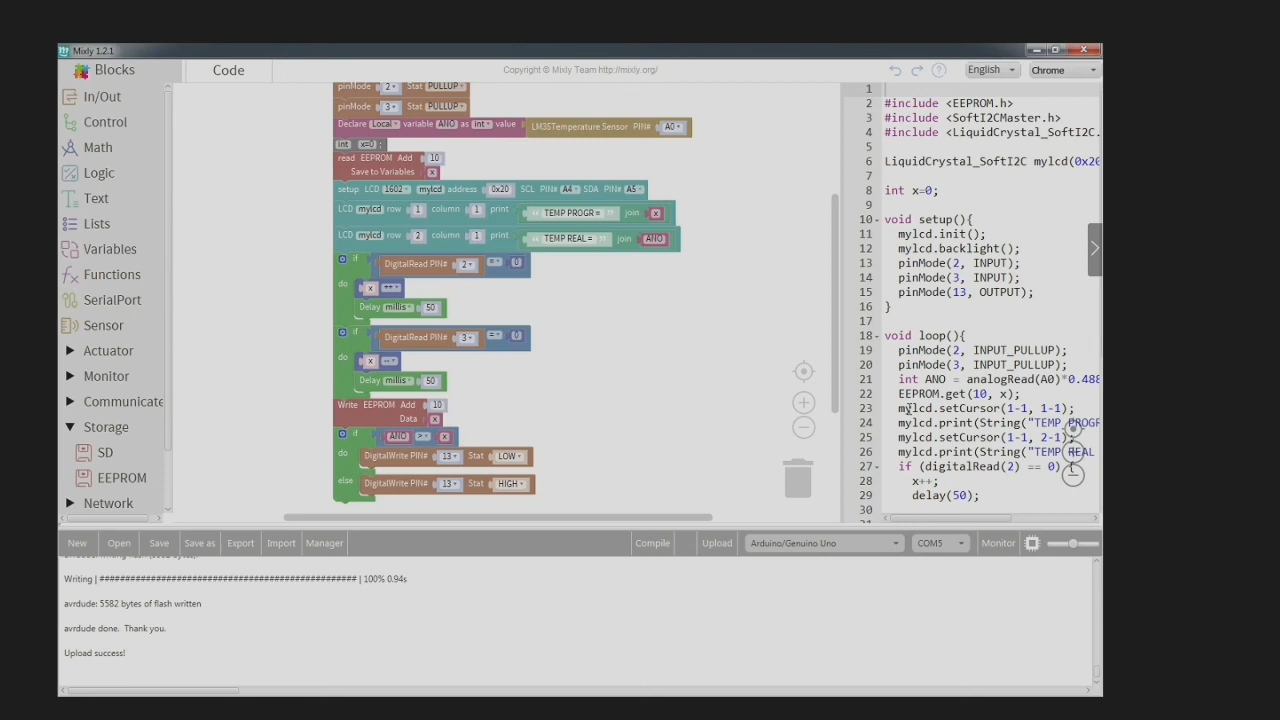 Mixly 1.2.1
Blocks
Code
Copyright © Mixly Team http://mixly.org/
English
Chrome
In/Out
Control
Math
Logic
Text
Lists
Variables
Functions
SerialPort
Sensor
Actuator
Monitor
Communicate
Storage
SD
EEPROM
Network
pinMode 2 Stat PULLUP
pinMode 3 Stat PULLUP
Declare Local variable ANO as int value LM35Temperature Sensor PIN# A0
int x=0 ;
read EEPROM Add 10
Save to Variables x
setup LCD 1602 mylcd address 0x20 SCL PIN# A4 SDA PIN# A5
LCD mylcd row 1 column 1 print “ TEMP PROGR = ” join x
LCD mylcd row 2 column 1 print “ TEMP REAL = ” join ANO
if DigitalRead PIN# 2 = 0
do x ++
Delay millis 50
if DigitalRead PIN# 3 = 0
do x --
Delay millis 50
Write EEPROM Add 10
Data x
if ANO > x
do DigitalWrite PIN# 13 Stat LOW
else DigitalWrite PIN# 13 Stat HIGH
1
2 #include <EEPROM.h>
3 #include <SoftI2CMaster.h>
4 #include <LiquidCrystal_SoftI2C.
5
6 LiquidCrystal_SoftI2C mylcd(0x20
7
8 int x=0;
9
10 void setup(){
11 mylcd.init();
12 mylcd.backlight();
13 pinMode(2, INPUT);
14 pinMode(3, INPUT);
15 pinMode(13, OUTPUT);
16 }
17
18 void loop(){
19 pinMode(2, INPUT_PULLUP);
20 pinMode(3, INPUT_PULLUP);
21 int ANO = analogRead(A0)*0.488
22 EEPROM.get(10, x);
23 mylcd.setCursor(1-1, 1-1);
24 mylcd.print(String("TEMP PROGR
25 mylcd.setCursor(1-1, 2-1);
26 mylcd.print(String("TEMP REAL
27 if (digitalRead(2) == 0) {
28 x++;
29 delay(50);
30
New
Open
Save
Save as
Export
Import
Manager
Compile
Upload
Arduino/Genuino Uno
COM5
Monitor
Writing | ################################################## | 100% 0.94s
avrdude: 5582 bytes of flash written
avrdude done.  Thank you.
Upload success!